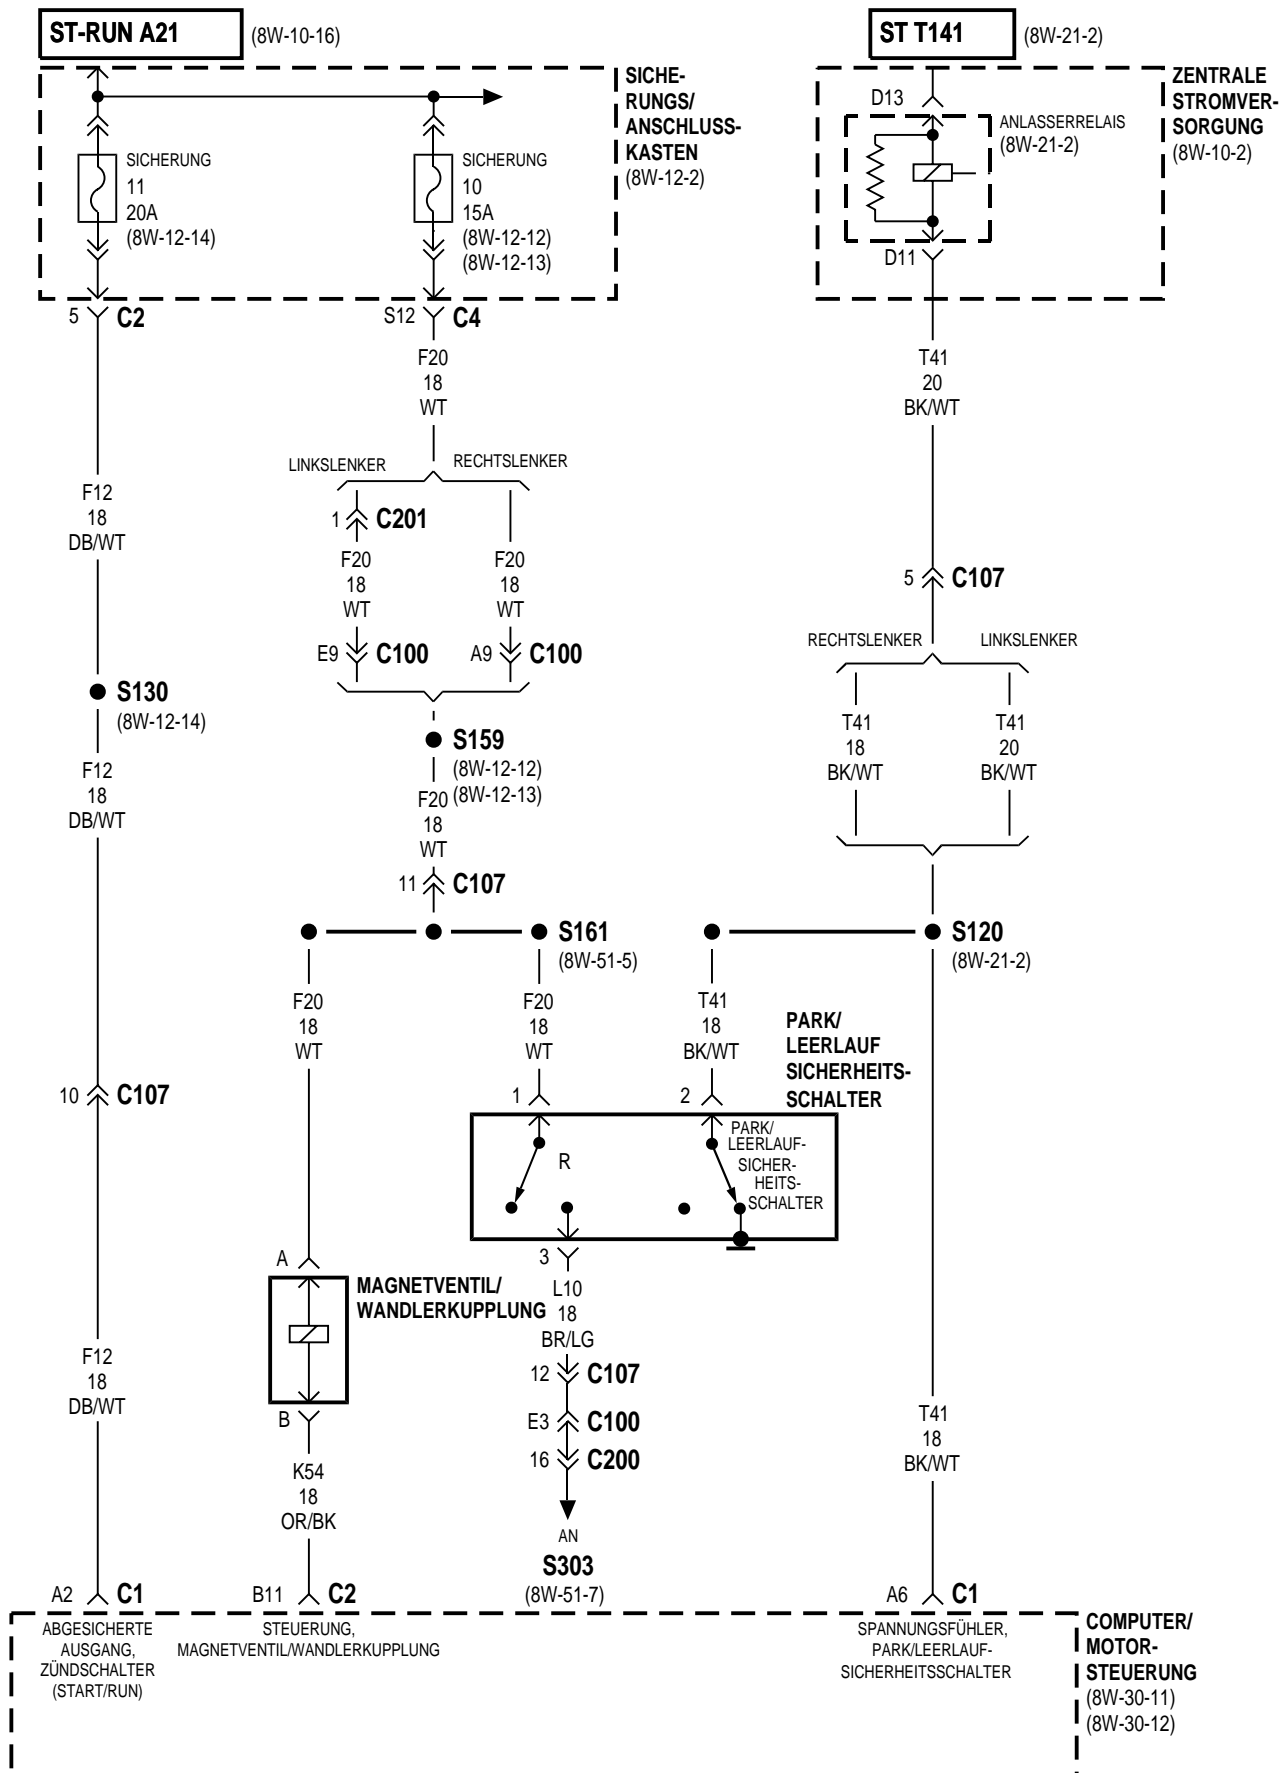 ST-RUN A21
(8W-10-16)
ST T141
(8W-21-2)
SICHE-
RUNGS/
ANSCHLUSS-
KASTEN
(8W-12-2)
ZENTRALE
STROMVER-
SORGUNG
(8W-10-2)
D13
ANLASSERRELAIS
(8W-21-2)
D11
SICHERUNG
11
20A
(8W-12-14)
SICHERUNG
10
15A
(8W-12-12)
(8W-12-13)
5
C2
S12
C4
F20
18
WT
T41
20
BK/WT
LINKSLENKER
RECHTSLENKER
F12
18
DB/WT
1
C201
F20
18
WT
F20
18
WT
E9
C100
A9
C100
5
C107
RECHTSLENKER
LINKSLENKER
S130
(8W-12-14)
T41
18
BK/WT
T41
20
BK/WT
S159
(8W-12-12)
(8W-12-13)
F12
18
DB/WT
F20
18
WT
11
C107
S161
(8W-51-5)
S120
(8W-21-2)
F20
18
WT
F20
18
WT
T41
18
BK/WT
PARK/
LEERLAUF
SICHERHEITS-
SCHALTER
10
C107
1
2
R
PARK/
LEERLAUF-
SICHER-
HEITS-
SCHALTER
3
A
MAGNETVENTIL/
WANDLERKUPPLUNG
B
L10
18
BR/LG
12
C107
E3
C100
16
C200
AN
S303
(8W-51-7)
F12
18
DB/WT
K54
18
OR/BK
T41
18
BK/WT
A2
C1
B11
C2
A6
C1
ABGESICHERTE
AUSGANG,
ZÜNDSCHALTER
(START/RUN)
STEUERUNG,
MAGNETVENTIL/WANDLERKUPPLUNG
SPANNUNGSFÜHLER,
PARK/LEERLAUF-
SICHERHEITSSCHALTER
COMPUTER/
MOTOR-
STEUERUNG
(8W-30-11)
(8W-30-12)